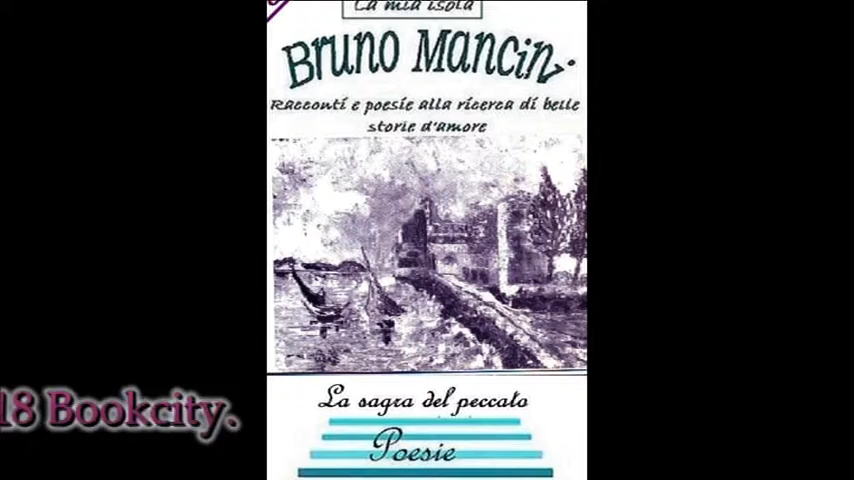 La mia isola
Bruno Mancini
Racconti e poesie alla ricerca di belle
storie d'amore
La sagra del peccato
Poesie
18 Bookcity.